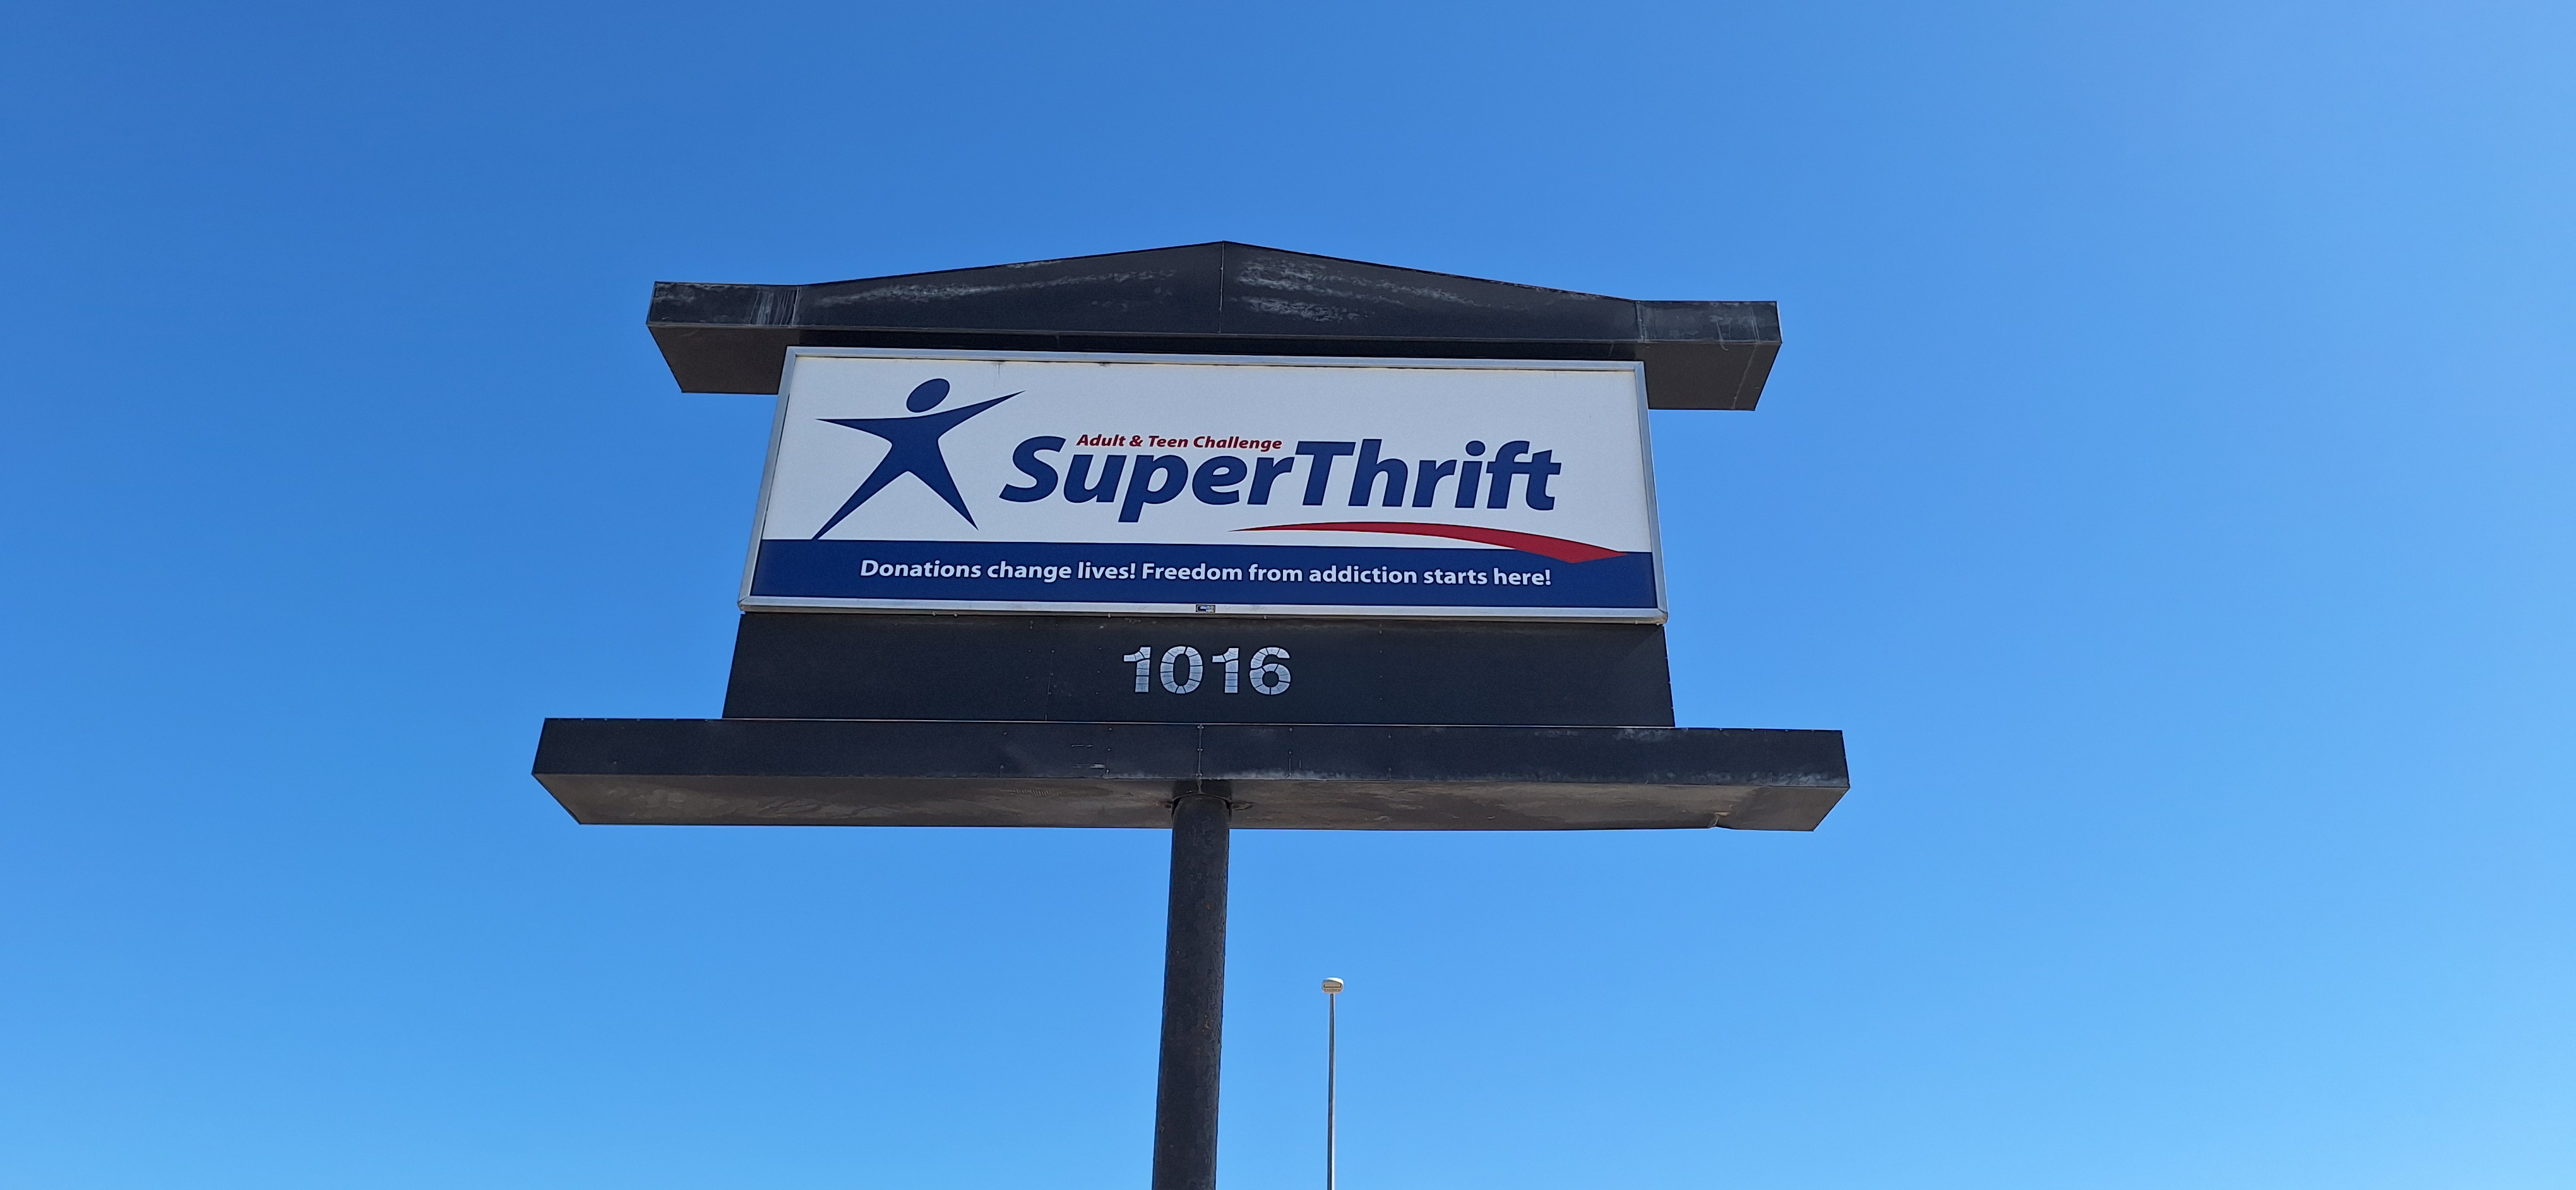 Adult & Teen Challenge
SuperThrift
Donations change lives! Freedom from addiction starts here!
1016